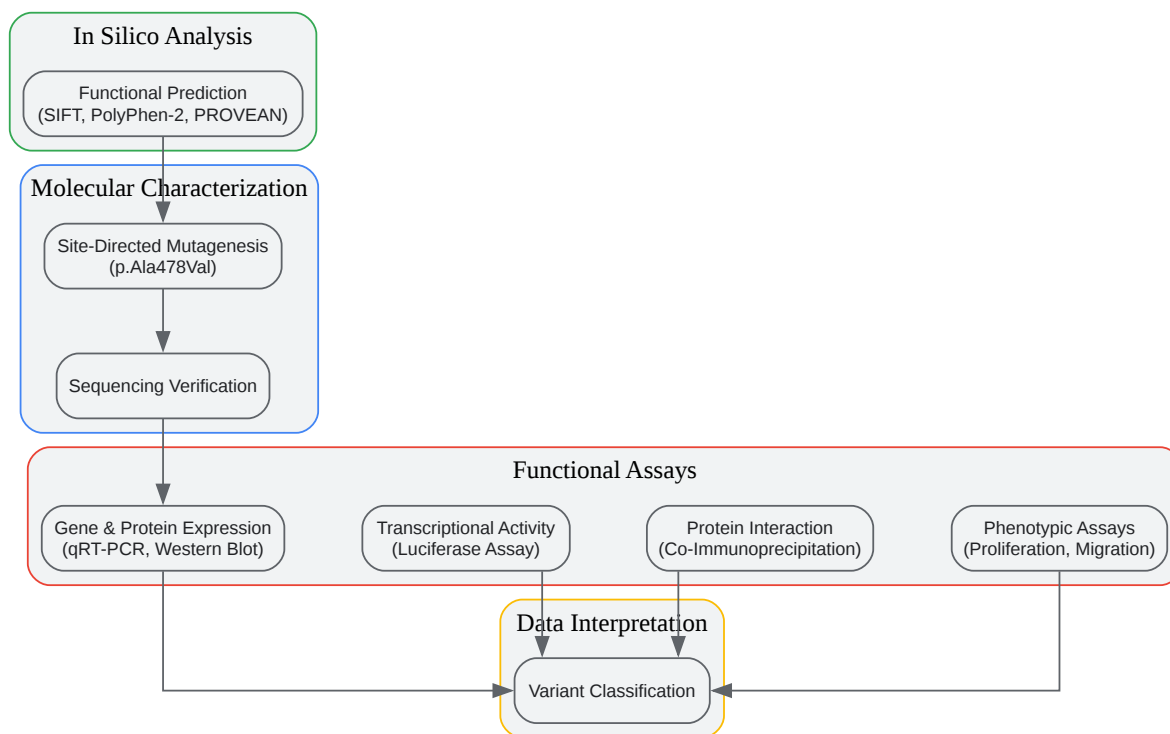 In Silico Analysis
Functional Prediction
(SIFT, PolyPhen-2, PROVEAN)
Molecular Characterization
Site-Directed Mutagenesis
(p.Ala478Val)
Sequencing Verification
Functional Assays
Gene & Protein Expression
(qRT-PCR, Western Blot)
Transcriptional Activity
(Luciferase Assay)
Protein Interaction
(Co-Immunoprecipitation)
Phenotypic Assays
(Proliferation, Migration)
Data Interpretation
Variant Classification